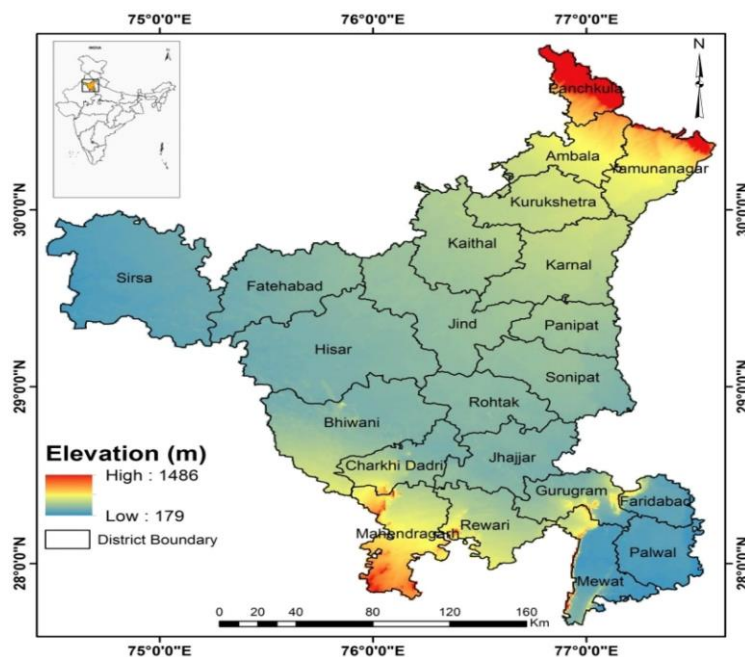 75°0'0"E 76°0'0"E 77°0'0"E
INDIA
N
Panchkula
Ambala
Yamunanagar
30°0'0"N
30°0'0"N
Kurukshetra
Kaithal
Karnal
Sirsa
Fatehabad
Jind
Panipat
Hisar
Sonipat
29°0'0"N
29°0'0"N
Rohtak
Bhiwani
Elevation (m)
High : 1486
Low : 179
District Boundary
Charkhi Dadri
Jhajjar
Gurugram
Faridabad
Mahendragarh
Rewari
Palwal
Mewat
28°0'0"N
28°0'0"N
0 20 40 80 120 160
Km
75°0'0"E 76°0'0"E 77°0'0"E